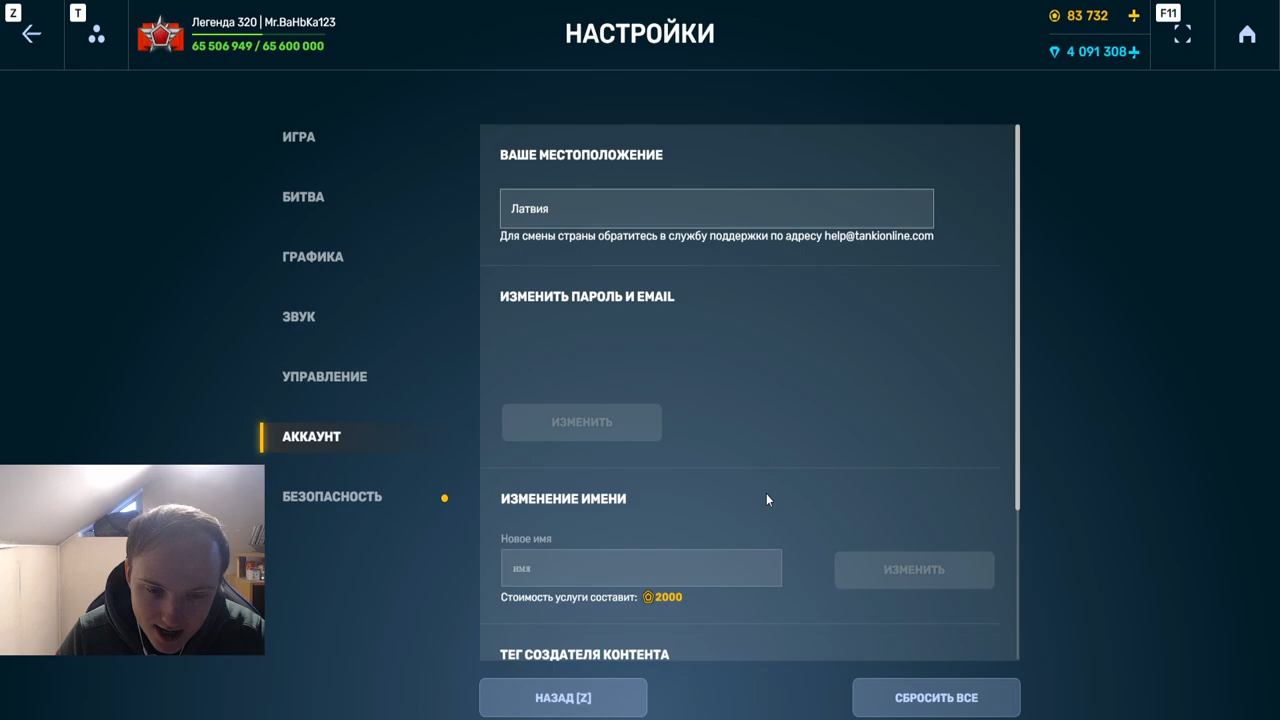 Z
T
Легенда 320 | Mr.BaHbKa123
65 506 949 / 65 600 000
НАСТРОЙКИ
83 732
4 091 308
F11
ИГРА
БИТВА
ГРАФИКА
ЗВУК
УПРАВЛЕНИЕ
АККАУНТ
БЕЗОПАСНОСТЬ
ВАШЕ МЕСТОПОЛОЖЕНИЕ
Латвия
Для смены страны обратитесь в службу поддержки по адресу help@tankionline.com
ИЗМЕНИТЬ ПАРОЛЬ И EMAIL
ИЗМЕНИТЬ
ИЗМЕНЕНИЕ ИМЕНИ
Новое имя
имя
ИЗМЕНИТЬ
Стоимость услуги составит: 2000
ТЕГ СОЗДАТЕЛЯ КОНТЕНТА
НАЗАД [Z]
СБРОСИТЬ ВСЕ